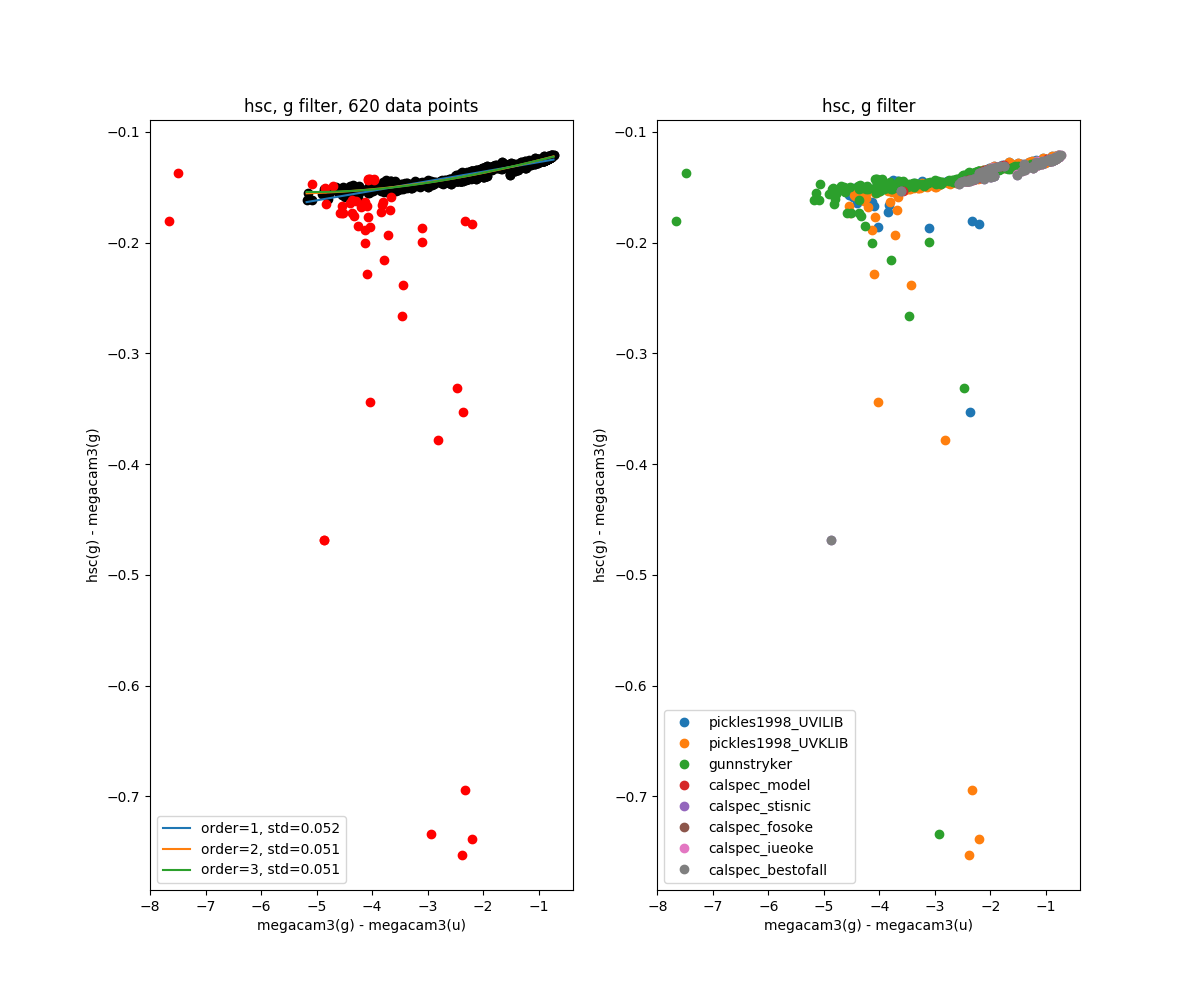 hsc, g filter, 620 data points
−0.1
−0.2
−0.3
−0.4
−0.5
−0.6
−0.7
hsc(g) - megacam3(g)
order=1, std=0.052
order=2, std=0.051
order=3, std=0.051
−8 −7 −6 −5 −4 −3 −2 −1
megacam3(g) - megacam3(u)
hsc, g filter
−0.1
−0.2
−0.3
−0.4
−0.5
−0.6
−0.7
hsc(g) - megacam3(g)
pickles1998_UVILIB
pickles1998_UVKLIB
gunnstryker
calspec_model
calspec_stisnic
calspec_fosoke
calspec_iueoke
calspec_bestofall
−8 −7 −6 −5 −4 −3 −2 −1
megacam3(g) - megacam3(u)